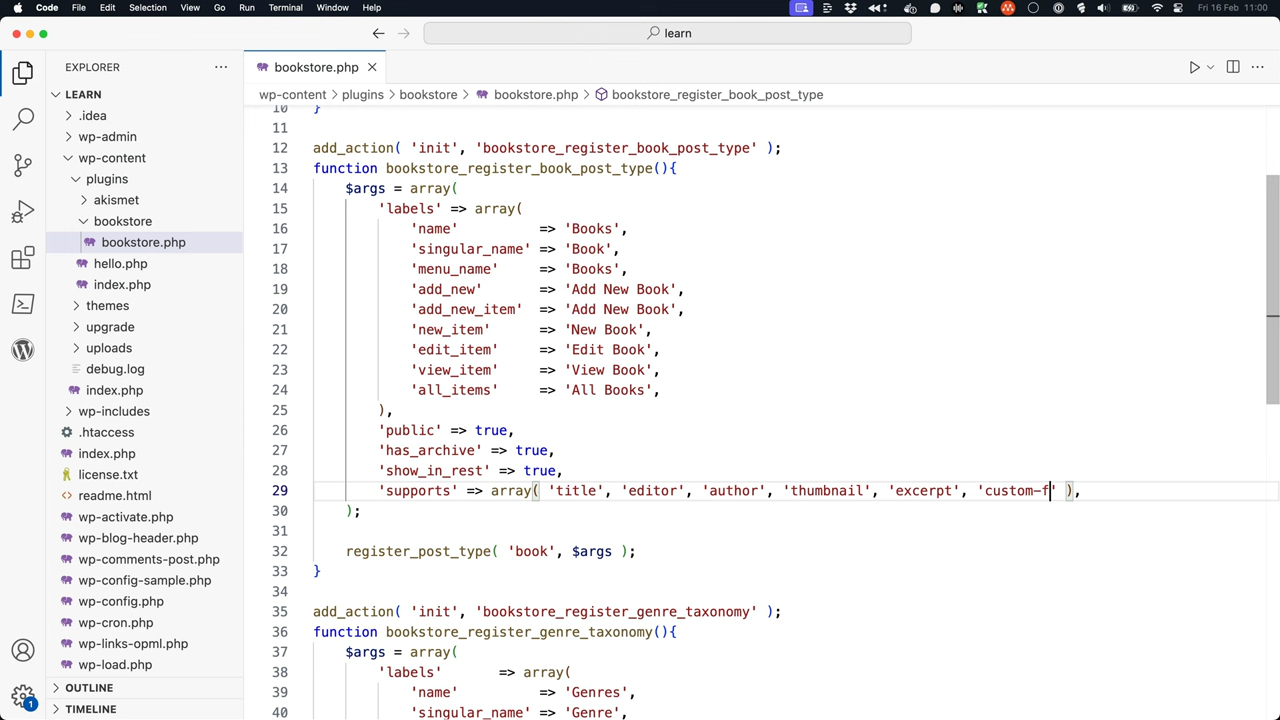 Code File Edit Selection View Go Run Terminal Window Help
Fri 16 Feb 11:00
learn
EXPLORER
bookstore.php
LEARN
wp-content
plugins
bookstore
bookstore.php
bookstore_register_book_post_type
.idea
wp-admin
wp-content
plugins
akismet
bookstore
bookstore.php
hello.php
index.php
themes
upgrade
uploads
debug.log
index.php
wp-includes
.htaccess
index.php
license.txt
readme.html
wp-activate.php
wp-blog-header.php
wp-comments-post.php
wp-config-sample.php
wp-config.php
wp-cron.php
wp-links-opml.php
wp-load.php
OUTLINE
TIMELINE
1
10 }
11
12 add_action( 'init', 'bookstore_register_book_post_type' );
13 function bookstore_register_book_post_type(){
14 $args = array(
15 'labels' => array(
16 'name' => 'Books',
17 'singular_name' => 'Book',
18 'menu_name' => 'Books',
19 'add_new' => 'Add New Book',
20 'add_new_item' => 'Add New Book',
21 'new_item' => 'New Book',
22 'edit_item' => 'Edit Book',
23 'view_item' => 'View Book',
24 'all_items' => 'All Books',
25 ),
26 'public' => true,
27 'has_archive' => true,
28 'show_in_rest' => true,
29 'supports' => array( 'title', 'editor', 'author', 'thumbnail', 'excerpt', 'custom-f' ),
30 );
31
32 register_post_type( 'book', $args );
33 }
34
35 add_action( 'init', 'bookstore_register_genre_taxonomy' );
36 function bookstore_register_genre_taxonomy(){
37 $args = array(
38 'labels' => array(
39 'name' => 'Genres',
40 'singular_name' => 'Genre',